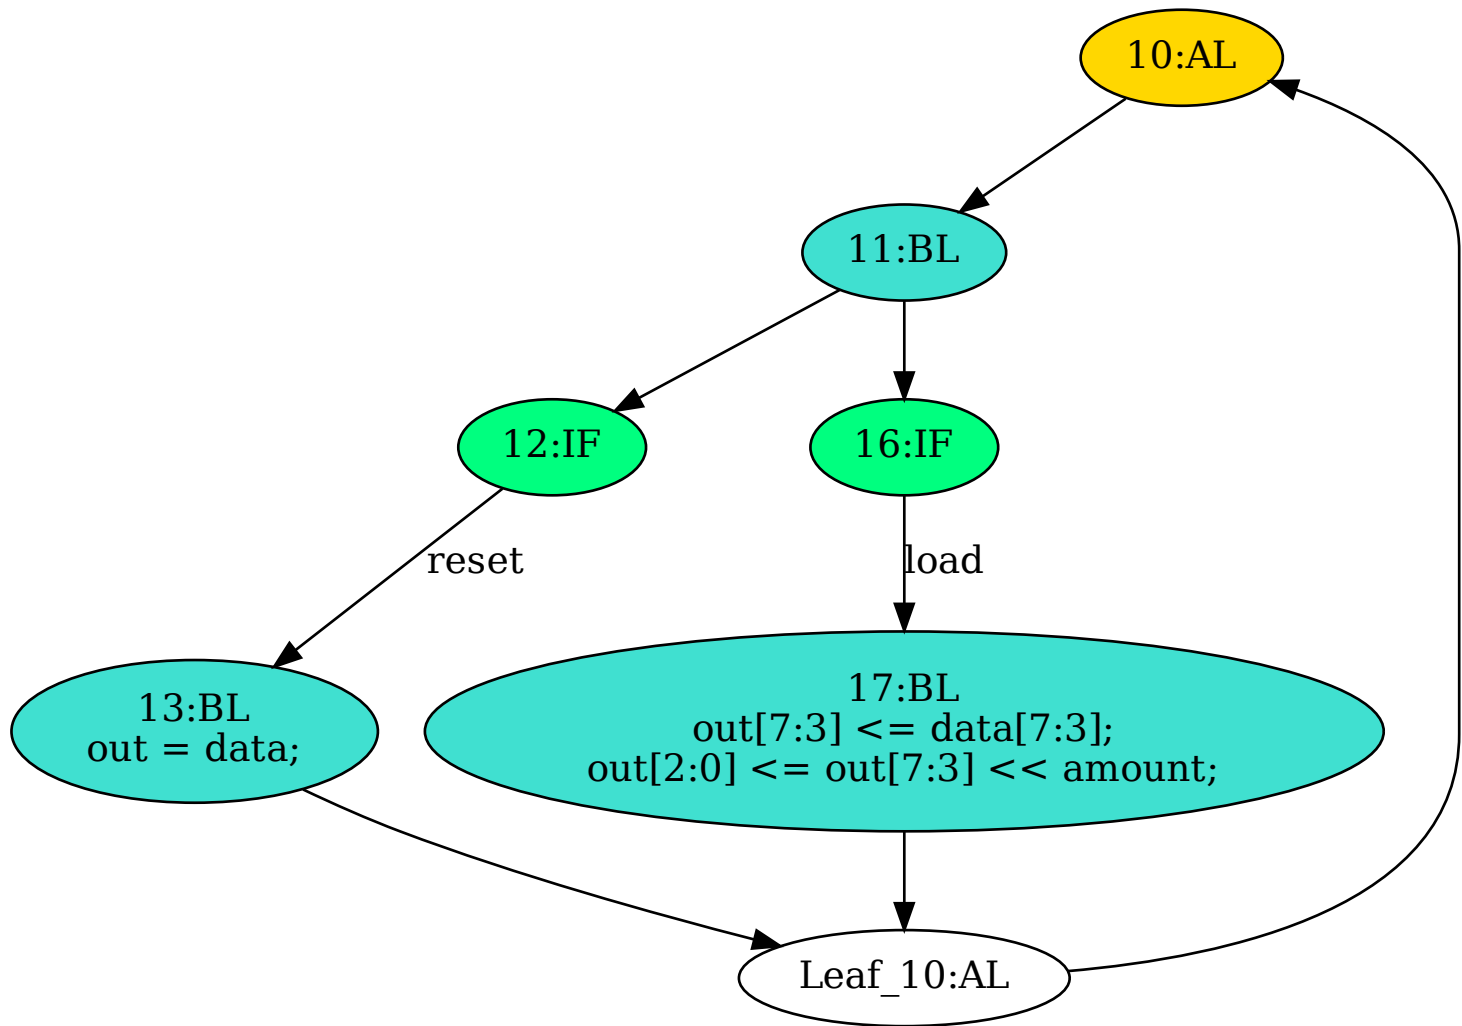 10:AL
11:BL
12:IF
16:IF
reset
load
13:BL
out = data;
17:BL
out[7:3] <= data[7:3];
out[2:0] <= out[7:3] << amount;
Leaf_10:AL